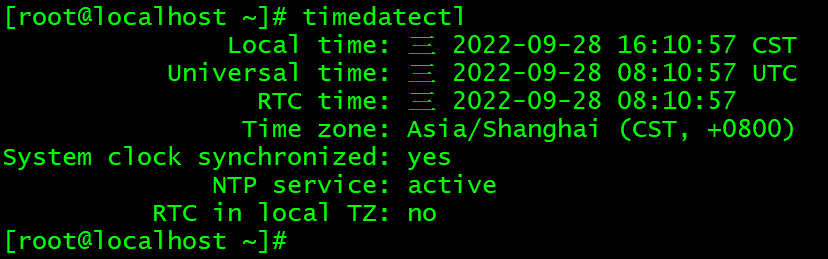 [root@localhost ~]# timedatectl
Local time: 三 2022-09-28 16:10:57 CST
Universal time: 三 2022-09-28 08:10:57 UTC
RTC time: 三 2022-09-28 08:10:57
Time zone: Asia/Shanghai (CST, +0800)
System clock synchronized: yes
NTP service: active
RTC in local TZ: no
[root@localhost ~]#